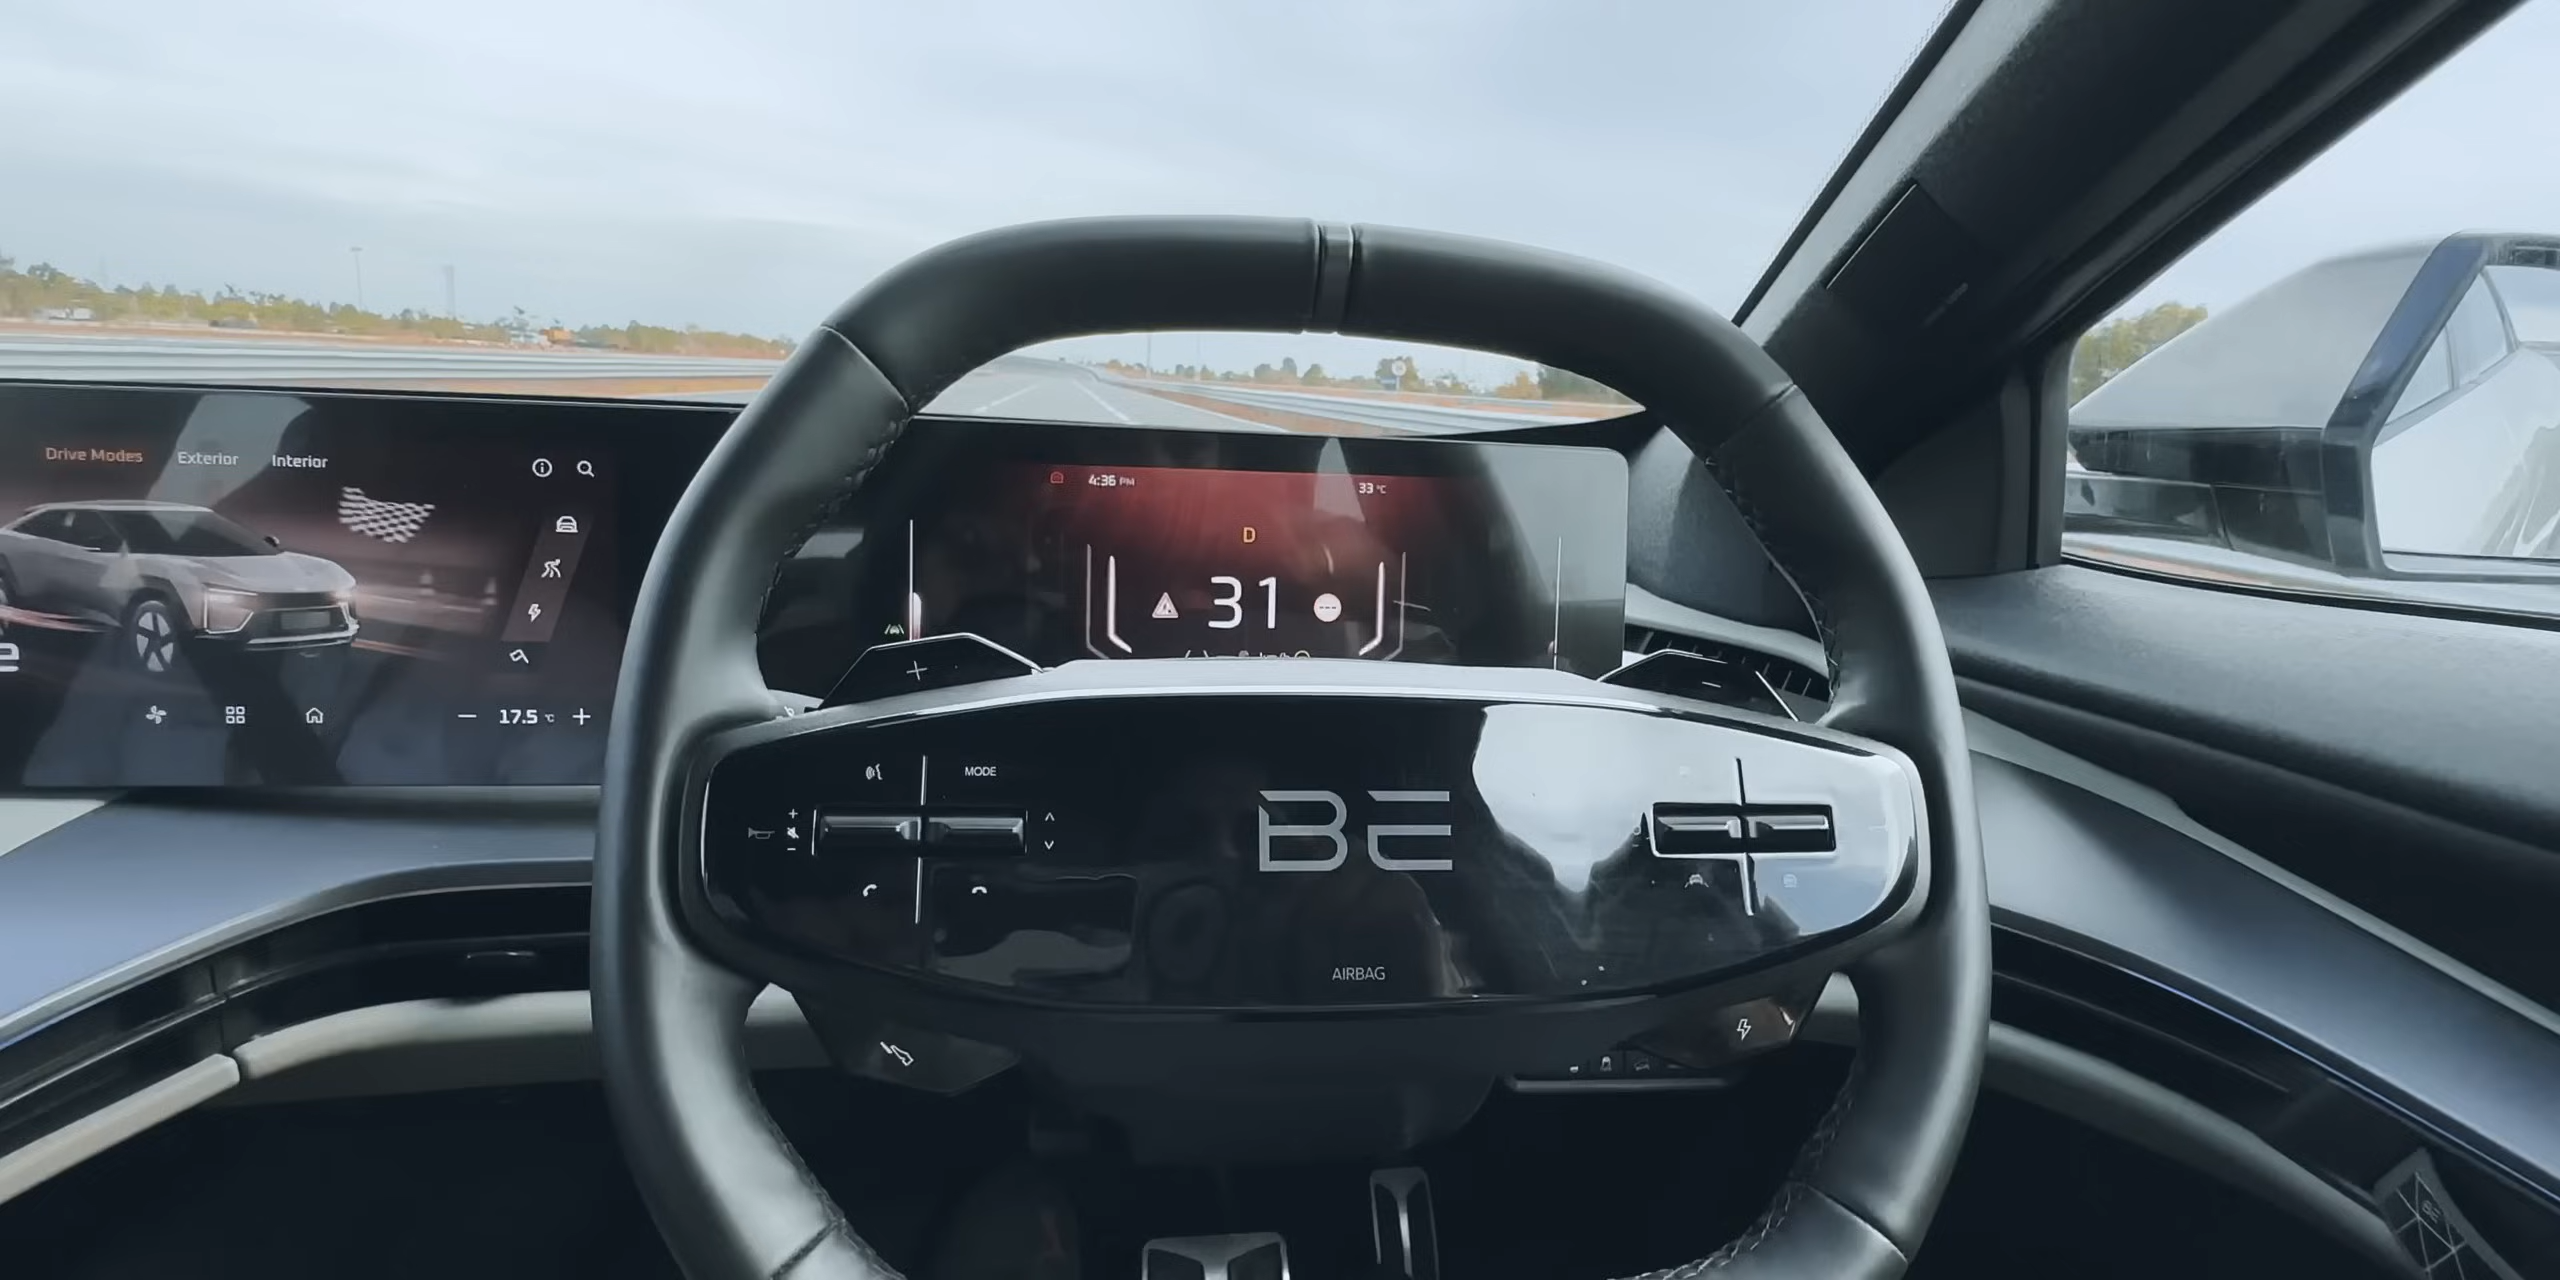 Drive Modes Exterior Interior
4:36 PM
33 °C
D
31
e
17.5 °C
+
−
MODE
+
−
BE
AIRBAG